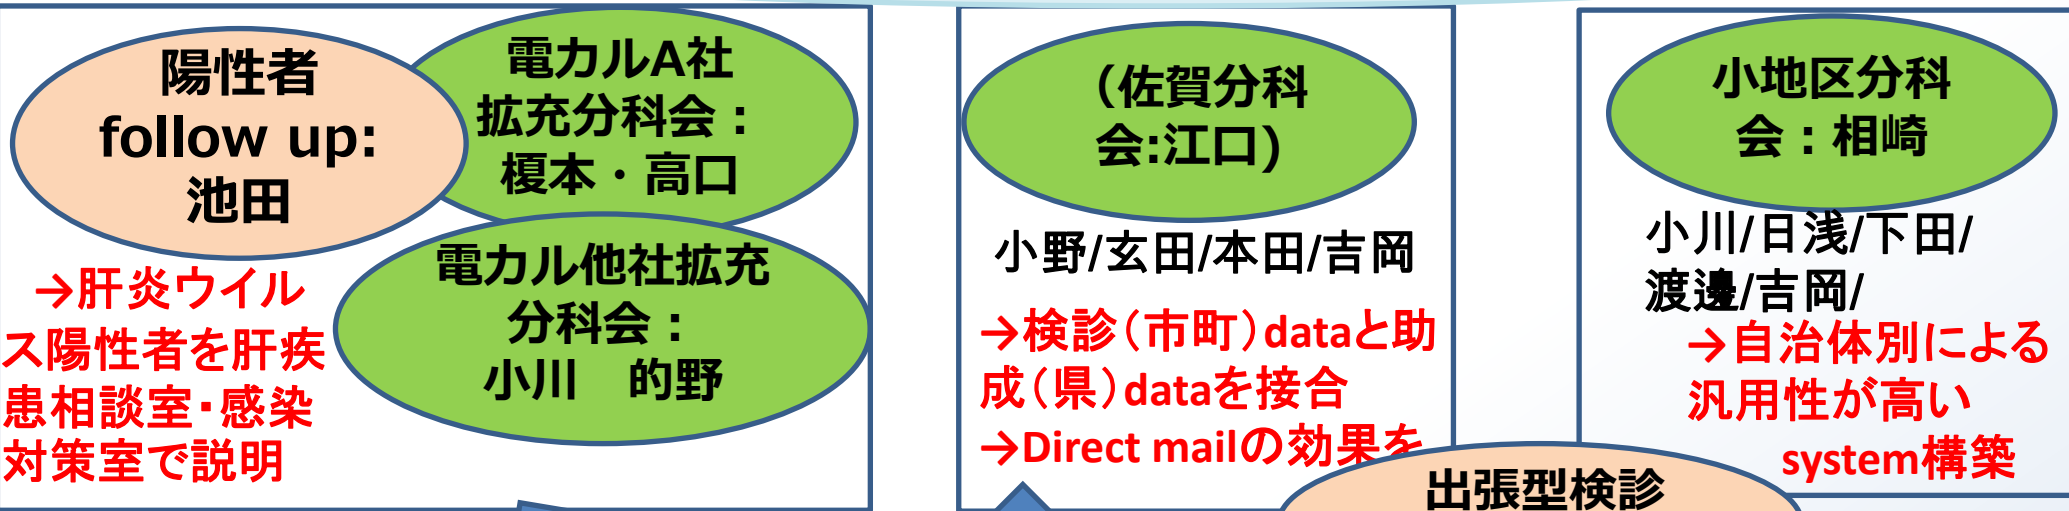 陽性者
follow up:
池田
電カルA社
拡充分科会：
榎本・高口
電カル他社拡充
分科会：
小川　的野
→肝炎ウイル
ス陽性者を肝疾
患相談室・感染
対策室で説明
（佐賀分科
会:江口）
小野/玄田/本田/吉岡
→検診（市町）dataと助
成（県）dataを接合
→Direct mailの効果を
小地区分科
会：相崎
小川/日浅/下田/
渡邊/吉岡/
→自治体別による
汎用性が高い
system構築
出張型検診